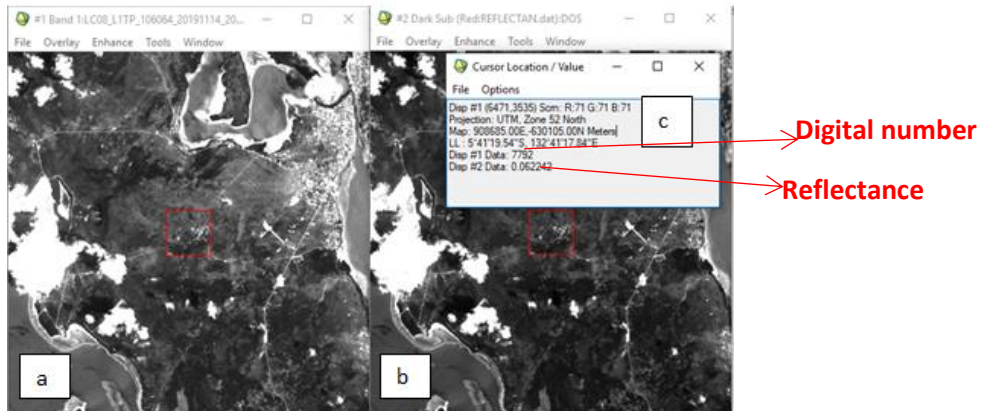 #1 Band 1:LC08_L1TP_106064_20191114_20...
File Overlay Enhance Tools Window
#2 Dark Sub (Red:REFLECTAN.dat):DOS
File Overlay Enhance Tools Window
Cursor Location / Value
File Options
Disp #1 (6471,3535) Scrn: R:71 G:71 B:71
Projection: UTM, Zone 52 North
Map: 908685.00E,-630105.00N Meters
LL : 5°41'19.54"S, 132°41'17.84"E
Disp #1 Data: 7792
Disp #2 Data: 0.062242
c
Digital number
Reflectance
a
b